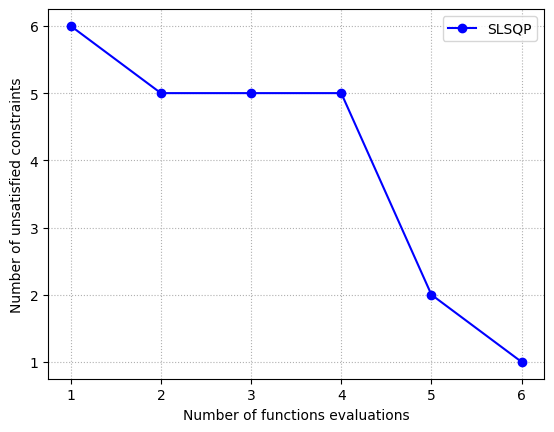 SLSQP
Number of unsatisfied constraints
6
5
4
3
2
1
1 2 3 4 5 6
Number of functions evaluations